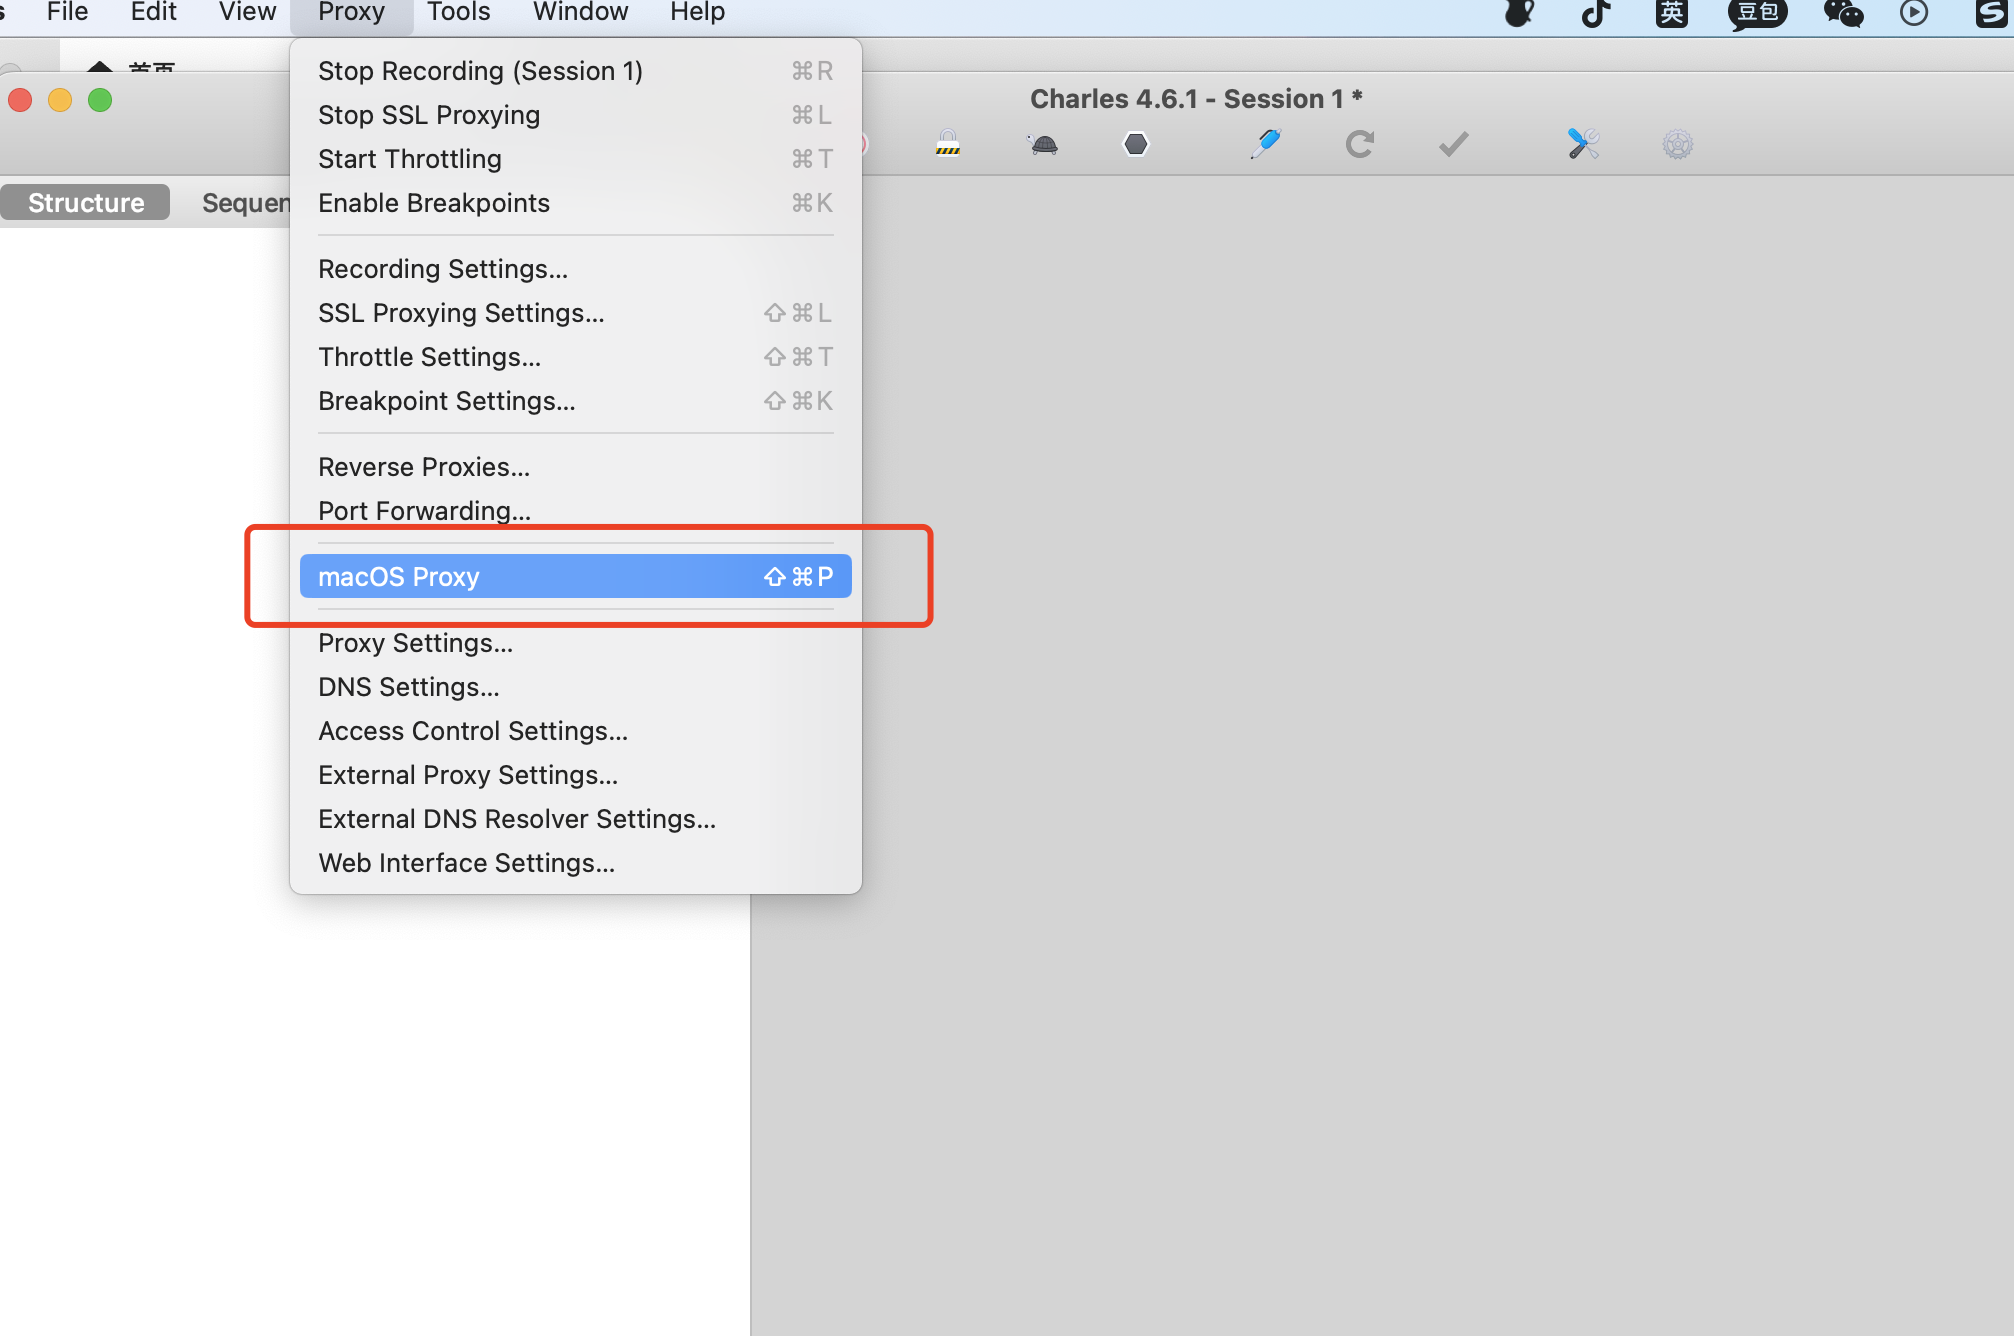 File Edit View Proxy Tools Window Help 英 豆包
首页
Charles 4.6.1 - Session 1 *
Structure
Stop Recording (Session 1) ⌘R
Stop SSL Proxying ⌘L
Start Throttling ⌘T
Enable Breakpoints ⌘K
Recording Settings...
SSL Proxying Settings... ⇧⌘L
Throttle Settings... ⇧⌘T
Breakpoint Settings... ⇧⌘K
Reverse Proxies...
Port Forwarding...
macOS Proxy ⇧⌘P
Proxy Settings...
DNS Settings...
Access Control Settings...
External Proxy Settings...
External DNS Resolver Settings...
Web Interface Settings...